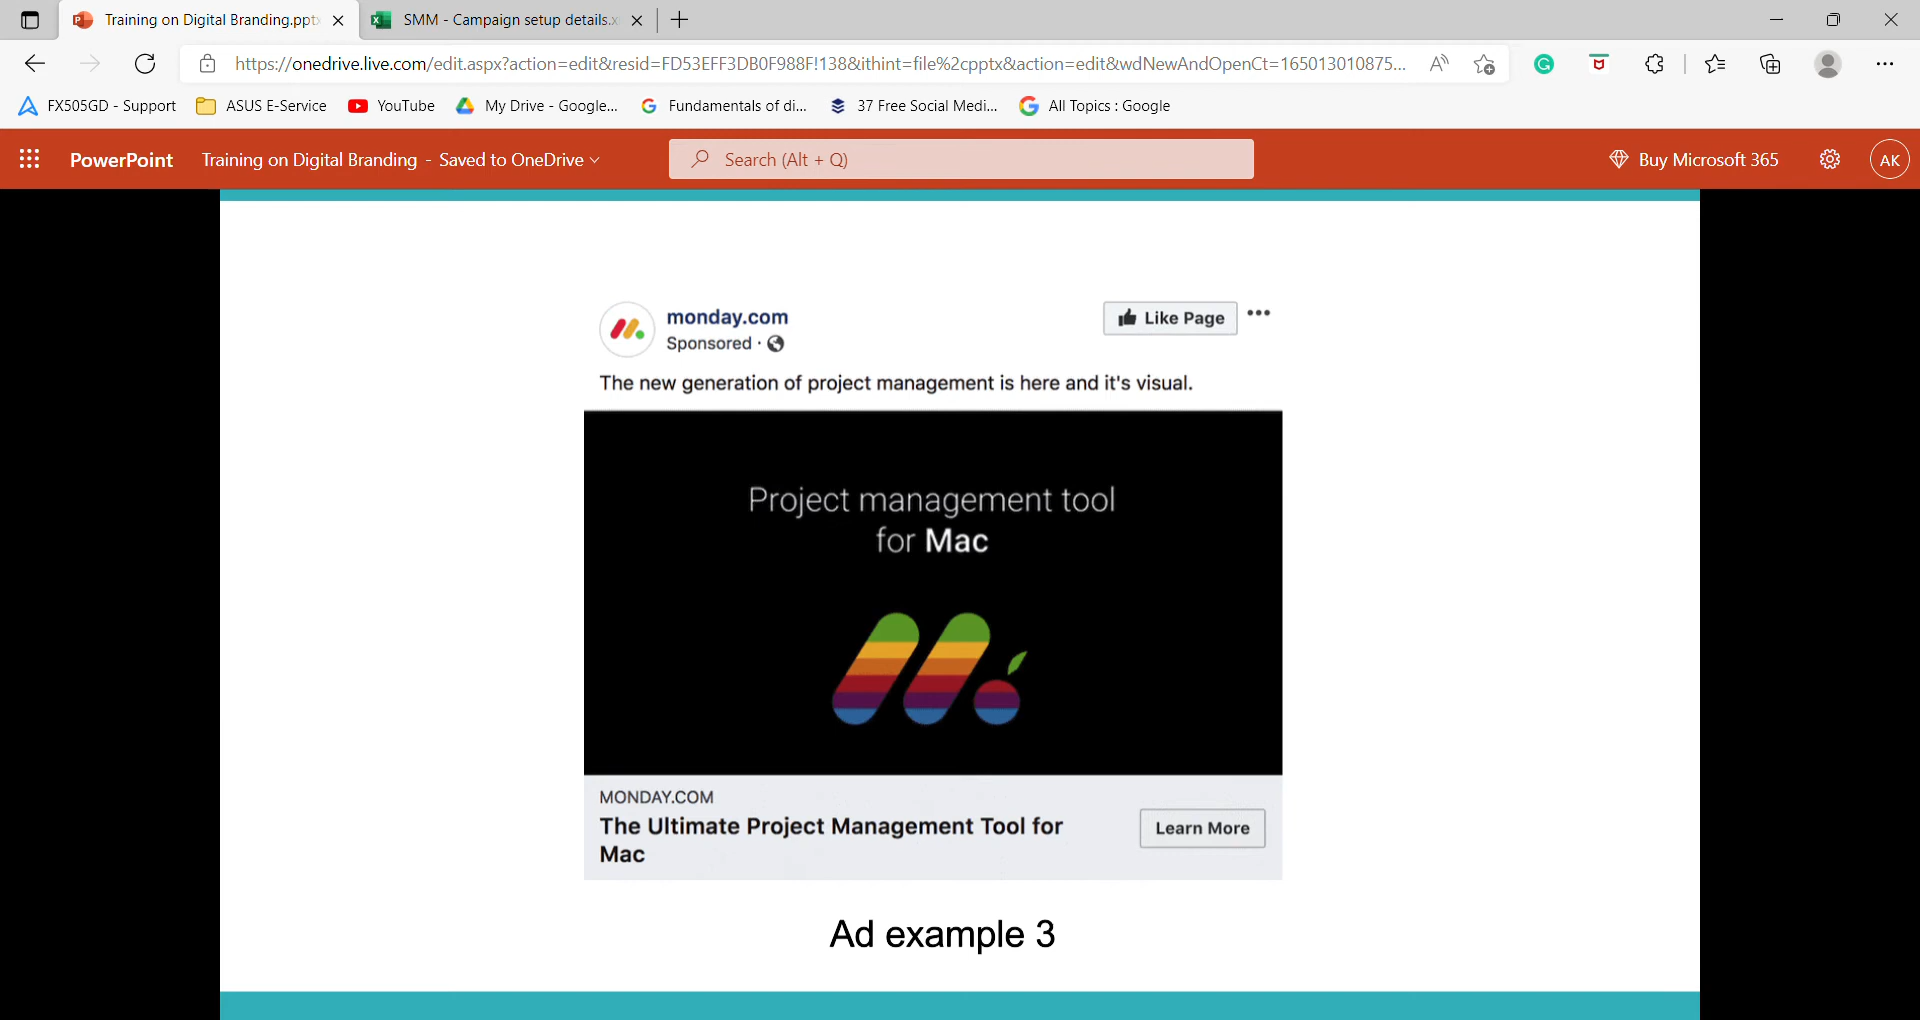 Training on Digital Branding.pptx
SMM - Campaign setup details.x
https://onedrive.live.com/edit.aspx?action=edit&resid=FD53EFF3DB0F988F!138&ithint=file%2cpptx&action=edit&wdNewAndOpenCt=165013010875...
FX505GD - Support
ASUS E-Service
YouTube
My Drive - Google...
Fundamentals of di...
37 Free Social Medi...
All Topics : Google
PowerPoint
Training on Digital Branding - Saved to OneDrive
Search (Alt + Q)
Buy Microsoft 365
AK
monday.com
Sponsored ·
Like Page
The new generation of project management is here and it's visual.
Project management tool
for Mac
MONDAY.COM
The Ultimate Project Management Tool for
Mac
Learn More
Ad example 3